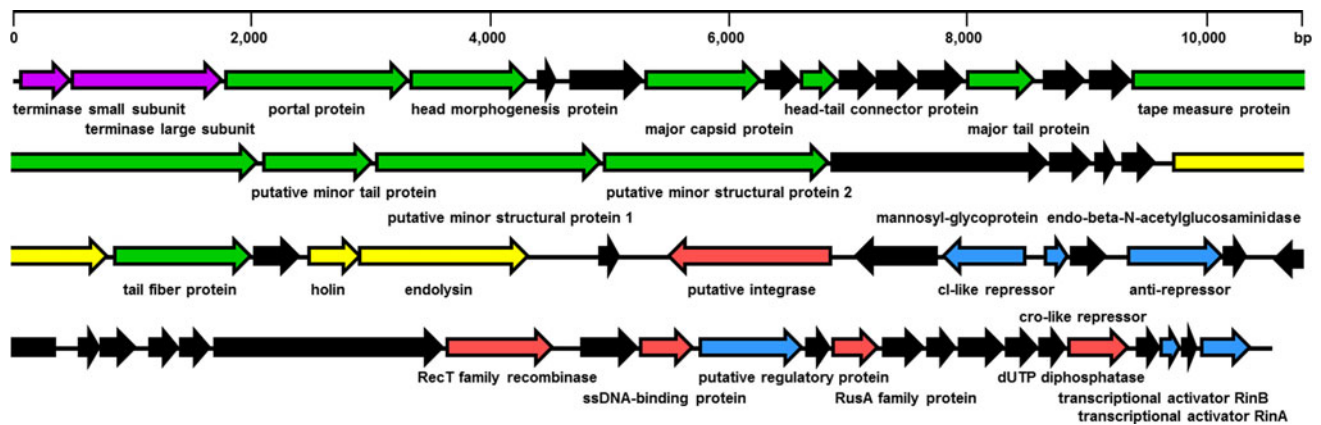 0 2,000 4,000 6,000 8,000 10,000 bp
terminase small subunit portal protein head morphogenesis protein head-tail connector protein tape measure protein
terminase large subunit major capsid protein major tail protein
putative minor tail protein putative minor structural protein 2
putative minor structural protein 1 mannosyl-glycoprotein endo-beta-N-acetylglucosaminidase
tail fiber protein holin endolysin putative integrase cI-like repressor anti-repressor
cro-like repressor
RecT family recombinase putative regulatory protein dUTP diphosphatase
ssDNA-binding protein RusA family protein transcriptional activator RinB
transcriptional activator RinA